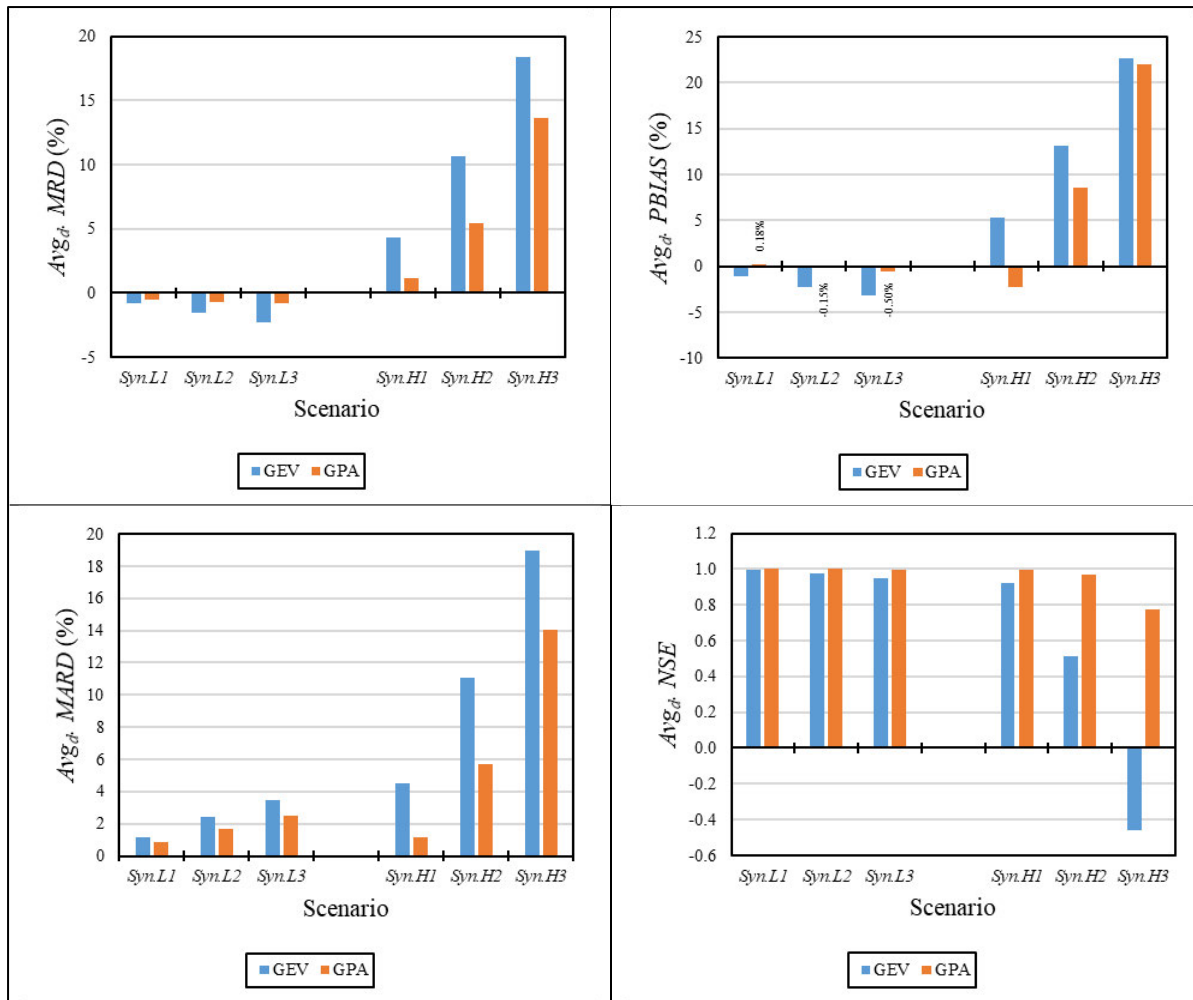 20
15
10
5
0
-5
Avg_d. MRD (%)
Syn.L1 Syn.L2 Syn.L3 Syn.H1 Syn.H2 Syn.H3
Scenario
GEV GPA
25
20
15
10
5
0
-5
-10
Avg_d. PBIAS (%)
0.18%
-0.15%
-0.50%
Syn.L1 Syn.L2 Syn.L3 Syn.H1 Syn.H2 Syn.H3
Scenario
GEV GPA
20
18
16
14
12
10
8
6
4
2
0
Avg_d. MARD (%)
Syn.L1 Syn.L2 Syn.L3 Syn.H1 Syn.H2 Syn.H3
Scenario
GEV GPA
1.2
1.0
0.8
0.6
0.4
0.2
0.0
-0.2
-0.4
-0.6
Avg_d. NSE
Syn.L1 Syn.L2 Syn.L3 Syn.H1 Syn.H2 Syn.H3
Scenario
GEV GPA